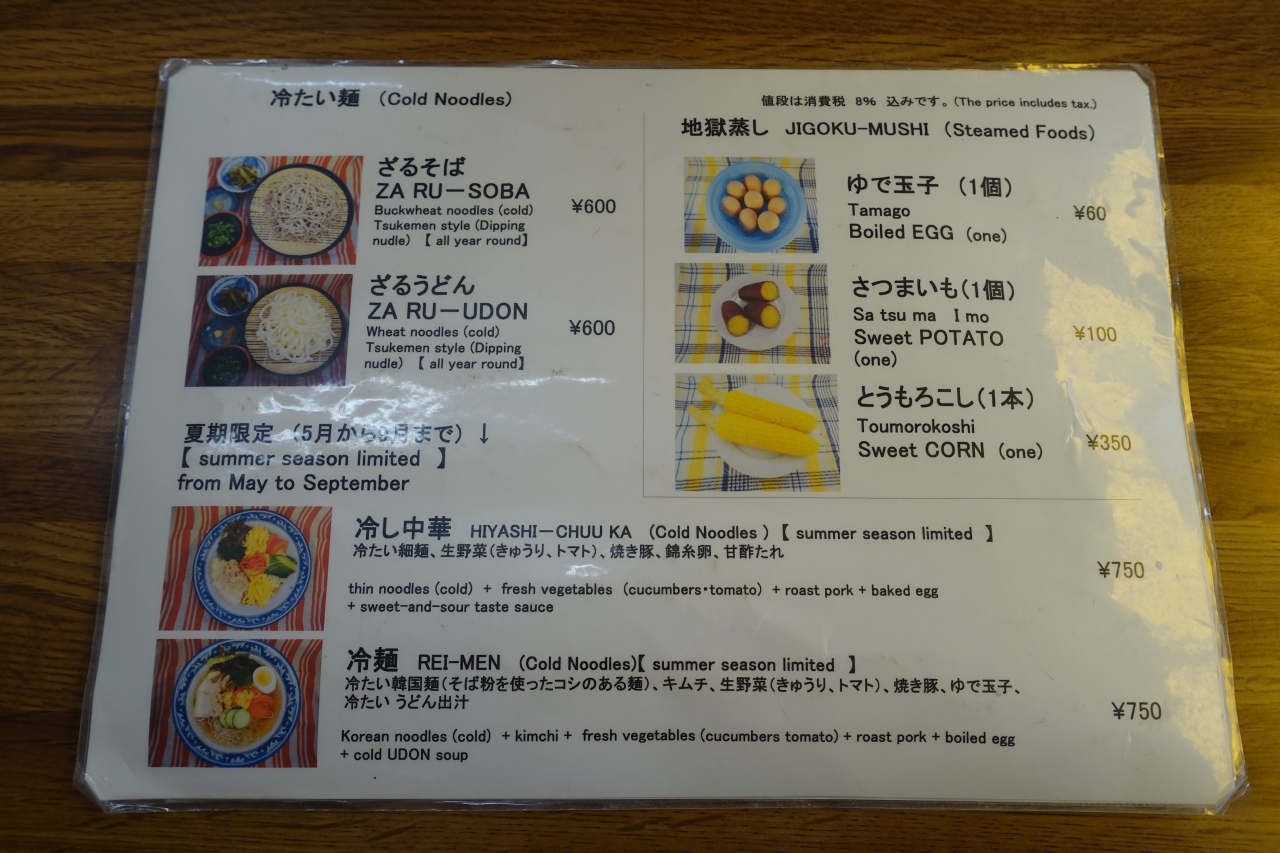 冷たい麺 (Cold Noodles)
ざるそば
ZA RU－SOBA
Buckwheat noodles (cold)
Tsukemen style (Dipping
nudle) 【 all year round】
¥600
ざるうどん
ZA RU－UDON
Wheat noodles (cold)
Tsukemen style (Dipping
nudle) 【 all year round】
¥600
値段は消費税 8% 込みです。(The price includes tax.)
地獄蒸し JIGOKU-MUSHI (Steamed Foods)
ゆで玉子 (1個)
Tamago
Boiled EGG (one)
¥60
さつまいも(1個)
Sa tsu ma I mo
Sweet POTATO
(one)
¥100
とうもろこし(1本)
Toumorokoshi
Sweet CORN (one)
¥350
夏期限定 (5月から9月まで) ↓
【 summer season limited 】
from May to September
冷し中華 HIYASHI－CHUU KA (Cold Noodles ) 【 summer season limited 】
冷たい細麺、生野菜(きゅうり、トマト)、焼き豚、錦糸卵、甘酢たれ
thin noodles (cold) + fresh vegetables (cucumbers・tomato) + roast pork + baked egg
+ sweet-and-sour taste sauce
¥750
冷麺 REI-MEN (Cold Noodles)【 summer season limited 】
冷たい韓国麺(そば粉を使ったコシのある麺)、キムチ、生野菜(きゅうり、トマト)、焼き豚、ゆで玉子、
冷たい うどん出汁
Korean noodles (cold) + kimchi + fresh vegetables (cucumbers tomato) + roast pork + boiled egg
+ cold UDON soup
¥750